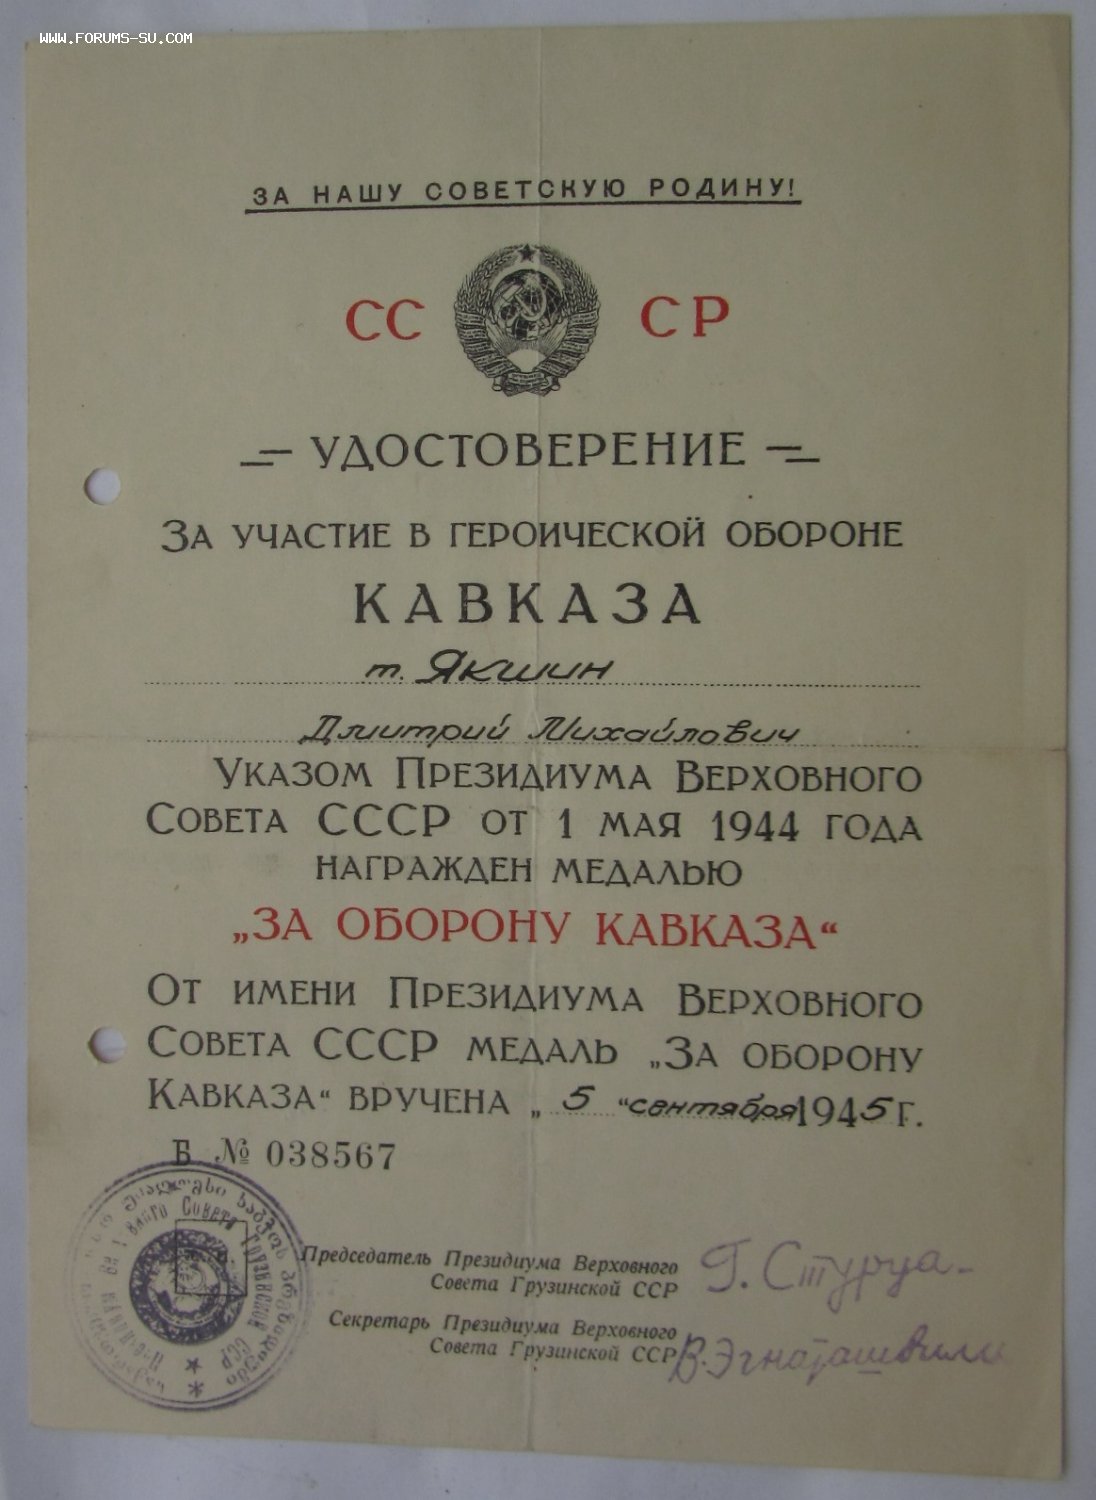 WWW.FORUMS-SU.COM
ЗА НАШУ СОВЕТСКУЮ РОДИНУ!
СС СР
УДОСТОВЕРЕНИЕ
ЗА УЧАСТИЕ В ГЕРОИЧЕСКОЙ ОБОРОНЕ
КАВКАЗА
т. Якшин
Дмитрий Михайлович
УКАЗОМ ПРЕЗИДИУМА ВЕРХОВНОГО
СОВЕТА СССР ОТ 1 МАЯ 1944 ГОДА
НАГРАЖДЕН МЕДАЛЬЮ
„ЗА ОБОРОНУ КАВКАЗА“
ОТ ИМЕНИ ПРЕЗИДИУМА ВЕРХОВНОГО
СОВЕТА СССР МЕДАЛЬ „ЗА ОБОРОНУ
КАВКАЗА“ ВРУЧЕНА „ 5 “ сентября 1945 Г.
Б № 038567
Председатель Президиума Верховного
Совета Грузинской ССР
Г. Стуруа
Секретарь Президиума Верховного
Совета Грузинской ССР
В. Эгнаташвили
Совета Грузинской ССР